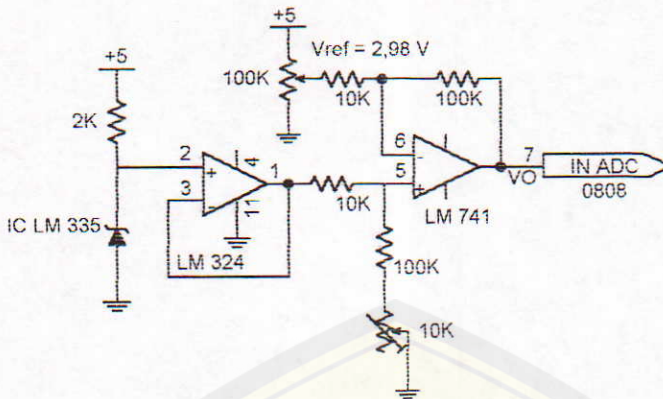 +5
+5
Vref = 2,98 V
100K
10K
100K
2K
2
3
+
-
4
11
1
LM 324
IC LM 335
10K
6
5
-
+
7
VO
LM 741
IN ADC
0808
100K
10K